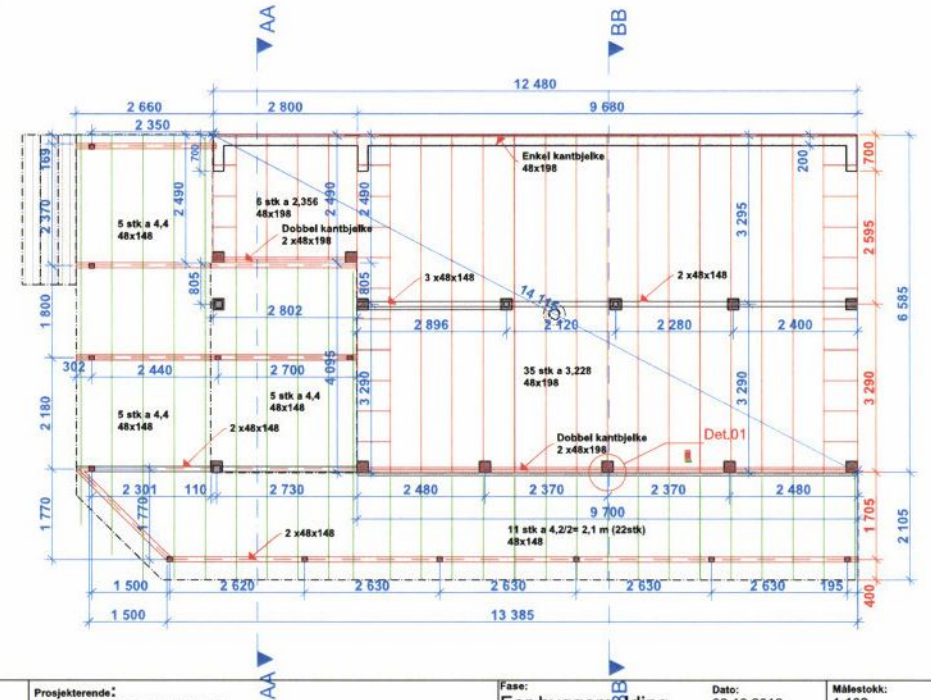 AA
BB
12 480
2 660
2 800
9 680
2 350
169
700
200
700
Enkel kantbjelke
48x198
2 370
2 490
2 490
2 490
3 295
2 595
6 stk a 2,356
48x198
5 stk a 4,4
48x148
Dobbel kantbjelke
2 x48x198
805
805
3 x48x148
2 x48x148
14 115
6 585
1 800
2 802
2 896
2 120
2 280
2 400
302
2 440
2 700
4 095
3 290
3 290
3 290
35 stk a 3,228
48x198
5 stk a 4,4
48x148
5 stk a 4,4
48x148
2 180
2 x48x148
Dobbel kantbjelke
2 x48x198
Det.01
2 301
110
2 730
2 480
2 370
2 370
2 480
1 770
1 770
9 700
1 705
2 105
11 stk a 4,2/2= 2,1 m (22stk)
48x148
2 x48x148
1 500
2 620
2 630
2 630
2 630
2 630
195
400
1 500
13 385
AA
BB
Prosjekterende:
Fase:
Dato:
Målestokk: